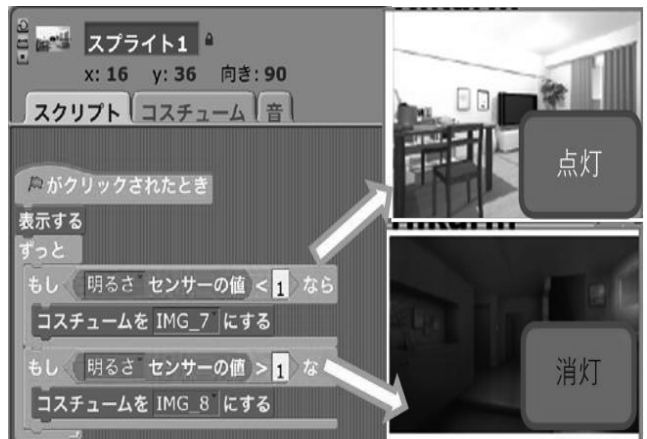 スプライト1
x: 16 y: 36 向き: 90
スクリプト コスチューム 音
がクリックされたとき
表示する
ずっと
もし 明るさ センサーの値 < 1 なら
コスチュームを IMG_7 にする
もし 明るさ センサーの値 > 1 な
コスチュームを IMG_8 にする
点灯
消灯